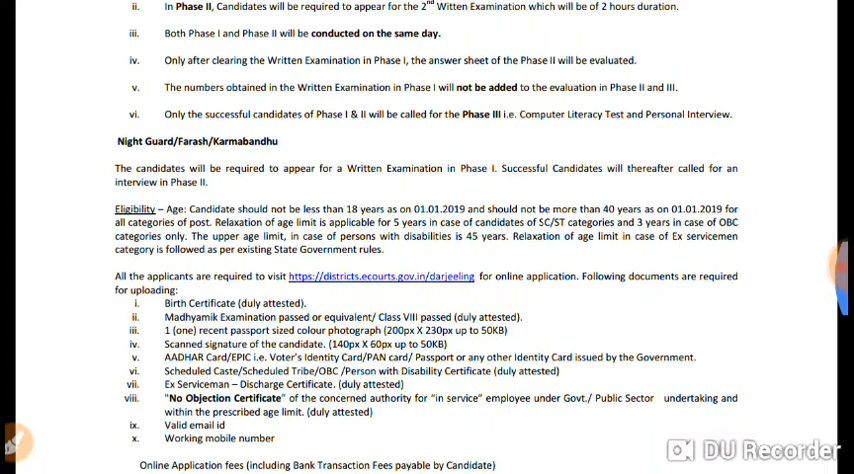 ii. In Phase II, Candidates will be required to appear for the 2nd Witten Examination which will be of 2 hours duration.
iii. Both Phase I and Phase II will be conducted on the same day.
iv. Only after clearing the Written Examination in Phase I, the answer sheet of the Phase II will be evaluated.
v. The numbers obtained in the Written Examination in Phase I will not be added to the evaluation in Phase II and III.
vi. Only the successful candidates of Phase I & II will be called for the Phase III i.e. Computer Literacy Test and Personal Interview.
Night Guard/Farash/Karmabandhu
The candidates will be required to appear for a Written Examination in Phase I. Successful Candidates will thereafter called for an
interview in Phase II.
Eligibility – Age: Candidate should not be less than 18 years as on 01.01.2019 and should not be more than 40 years as on 01.01.2019 for
all categories of post. Relaxation of age limit is applicable for 5 years in case of candidates of SC/ST categories and 3 years in case of OBC
categories only. The upper age limit, in case of persons with disabilities is 45 years. Relaxation of age limit in case of Ex servicemen
category is followed as per existing State Government rules.
All the applicants are required to visit https://districts.ecourts.gov.in/darjeeling for online application. Following documents are required
for uploading:
i. Birth Certificate (duly attested).
ii. Madhyamik Examination passed or equivalent/ Class VIII passed (duly attested).
iii. 1 (one) recent passport sized colour photograph (200px X 230px up to 50KB)
iv. Scanned signature of the candidate. (140px X 60px up to 50KB)
v. AADHAR Card/EPIC i.e. Voter's Identity Card/PAN card/ Passport or any other Identity Card issued by the Government.
vi. Scheduled Caste/Scheduled Tribe/OBC /Person with Disability Certificate (duly attested)
vii. Ex Serviceman – Discharge Certificate. (duly attested)
viii. "No Objection Certificate" of the concerned authority for "in service" employee under Govt./ Public Sector undertaking and
within the prescribed age limit. (duly attested)
ix. Valid email id
x. Working mobile number
Online Application fees (including Bank Transaction Fees payable by Candidate)
DU Recorder